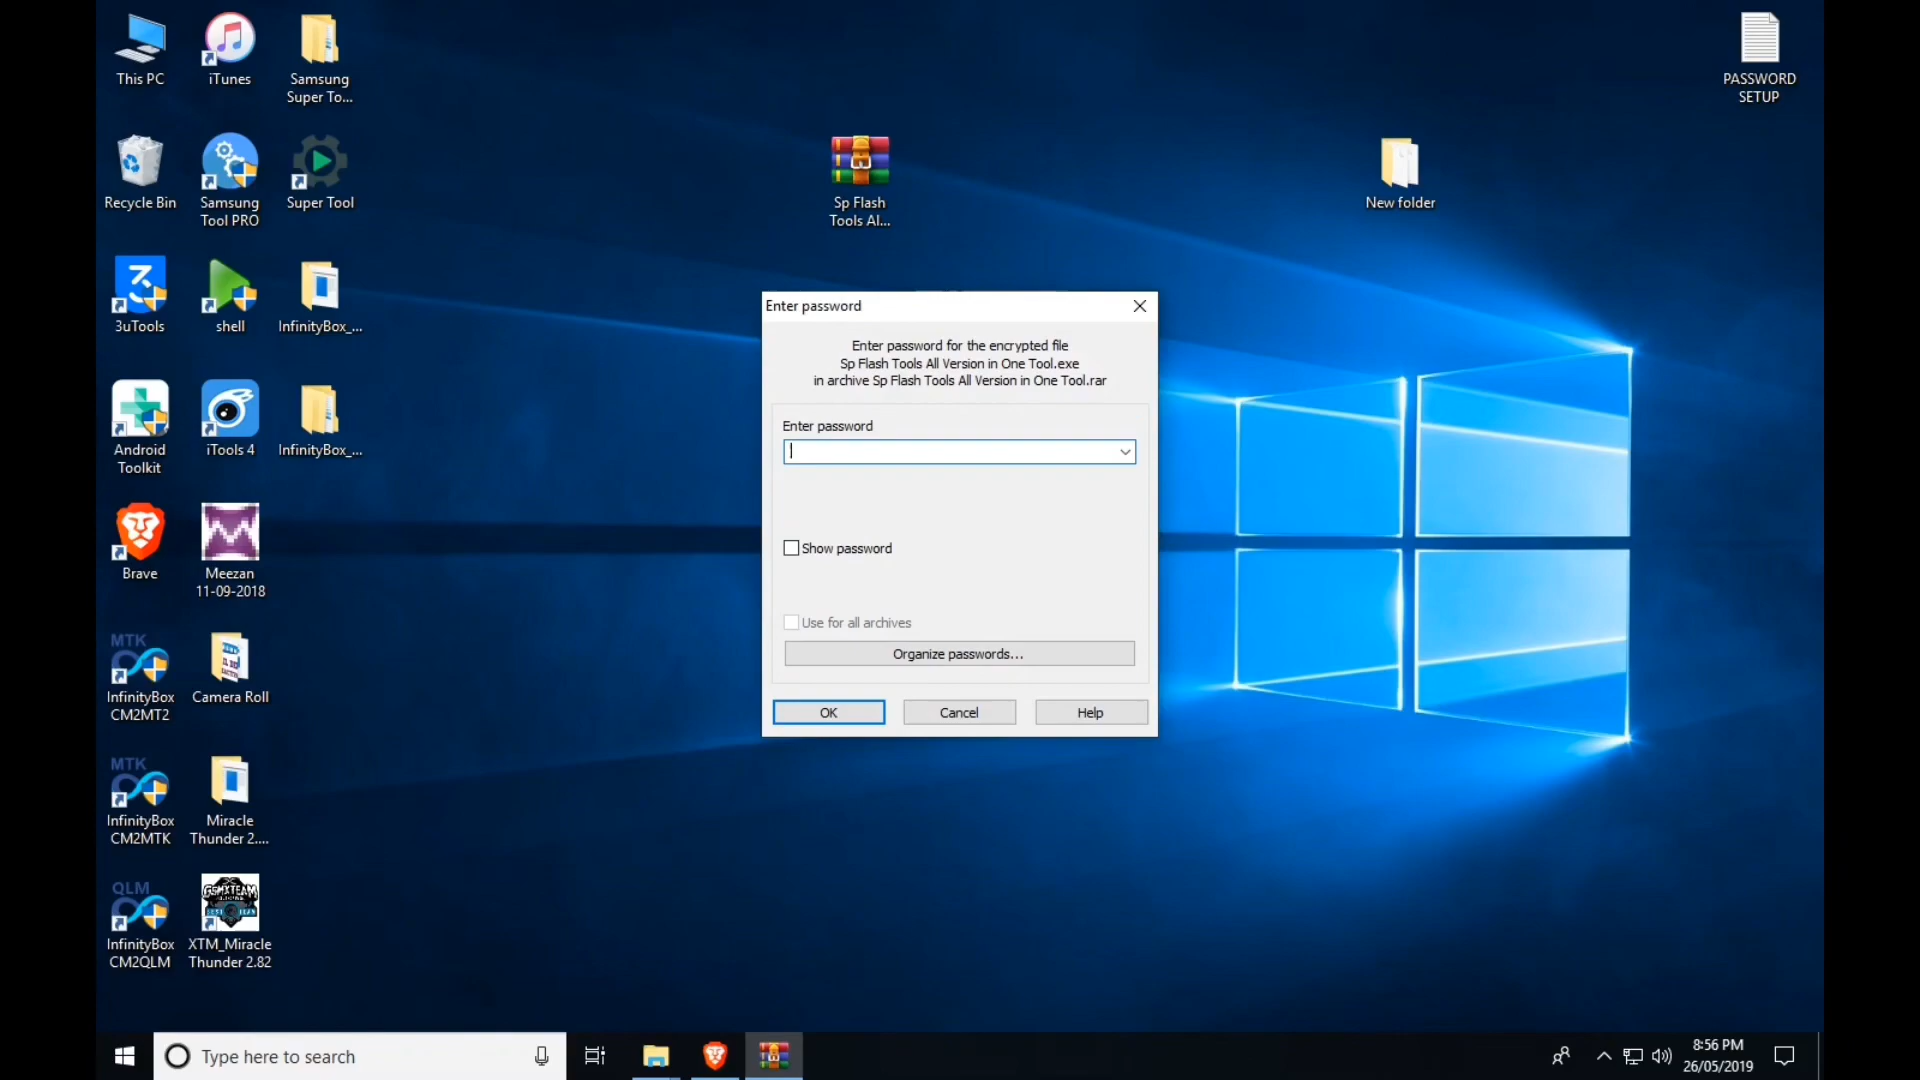 This PC
iTunes
Samsung
Super To...
PASSWORD
SETUP
Recycle Bin
Samsung
Tool PRO
Super Tool
Sp Flash
Tools Al...
New folder
3uTools
shell
InfinityBox_...
Android
Toolkit
iTools 4
InfinityBox_...
Brave
Meezan
11-09-2018
MTK
InfinityBox
CM2MT2
Camera Roll
MTK
InfinityBox
CM2MTK
Miracle
Thunder 2....
QLM
InfinityBox
CM2QLM
GSMXTEAM
XTM_Miracle
Thunder 2.82
Enter password
Enter password for the encrypted file
Sp Flash Tools All Version in One Tool.exe
in archive Sp Flash Tools All Version in One Tool.rar
Enter password
Show password
Use for all archives
Organize passwords...
OK
Cancel
Help
Type here to search
8:56 PM
26/05/2019